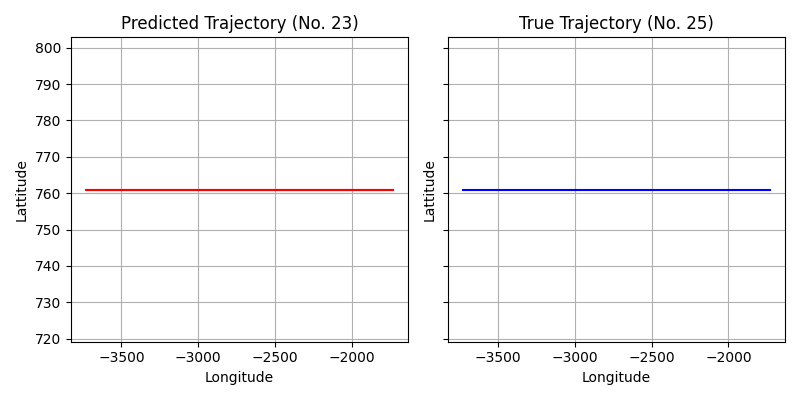 Predicted Trajectory (No. 23)
True Trajectory (No. 25)
800
790
780
770
760
750
740
730
720
Lattitude
Lattitude
−3500
−3000
−2500
−2000
−3500
−3000
−2500
−2000
Longitude
Longitude